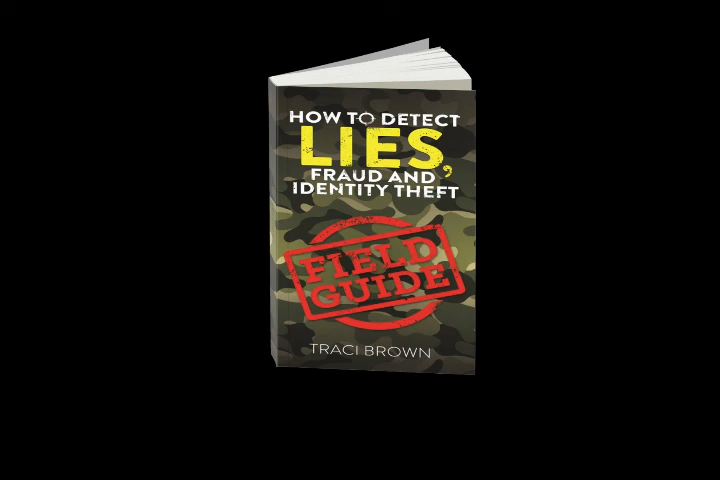 HOW TO DETECT
LIES,
FRAUD AND
IDENTITY THEFT
FIELD
GUIDE
TRACI BROWN